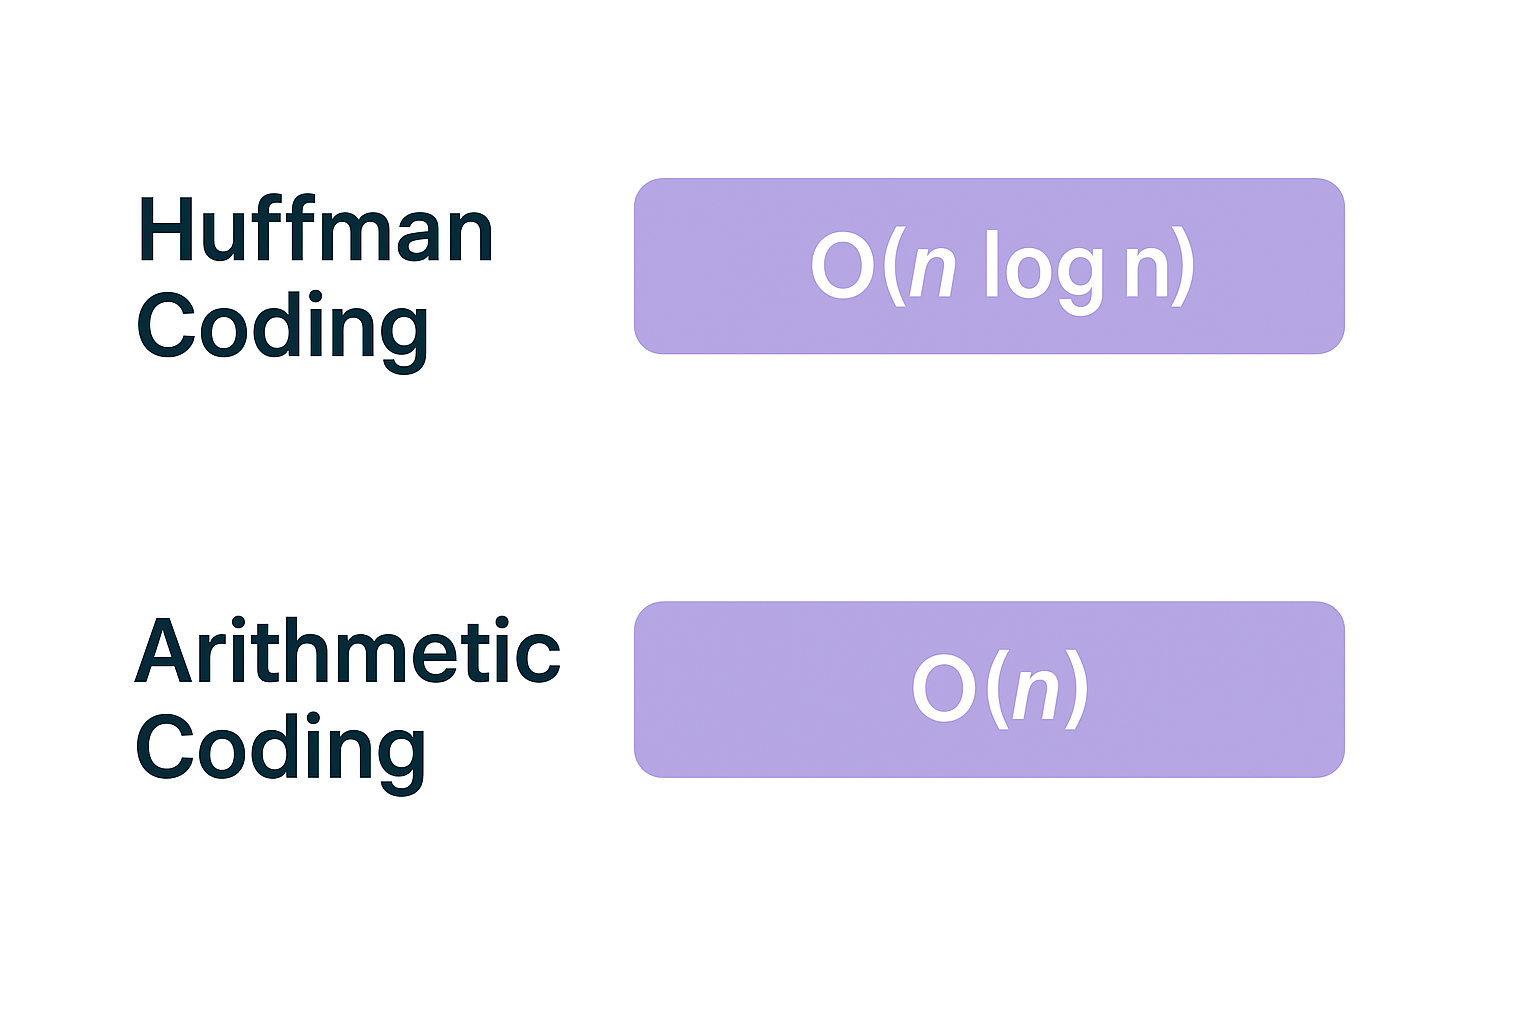 Huffman
Coding
O(n log n)
Arithmetic
Coding
O(n)